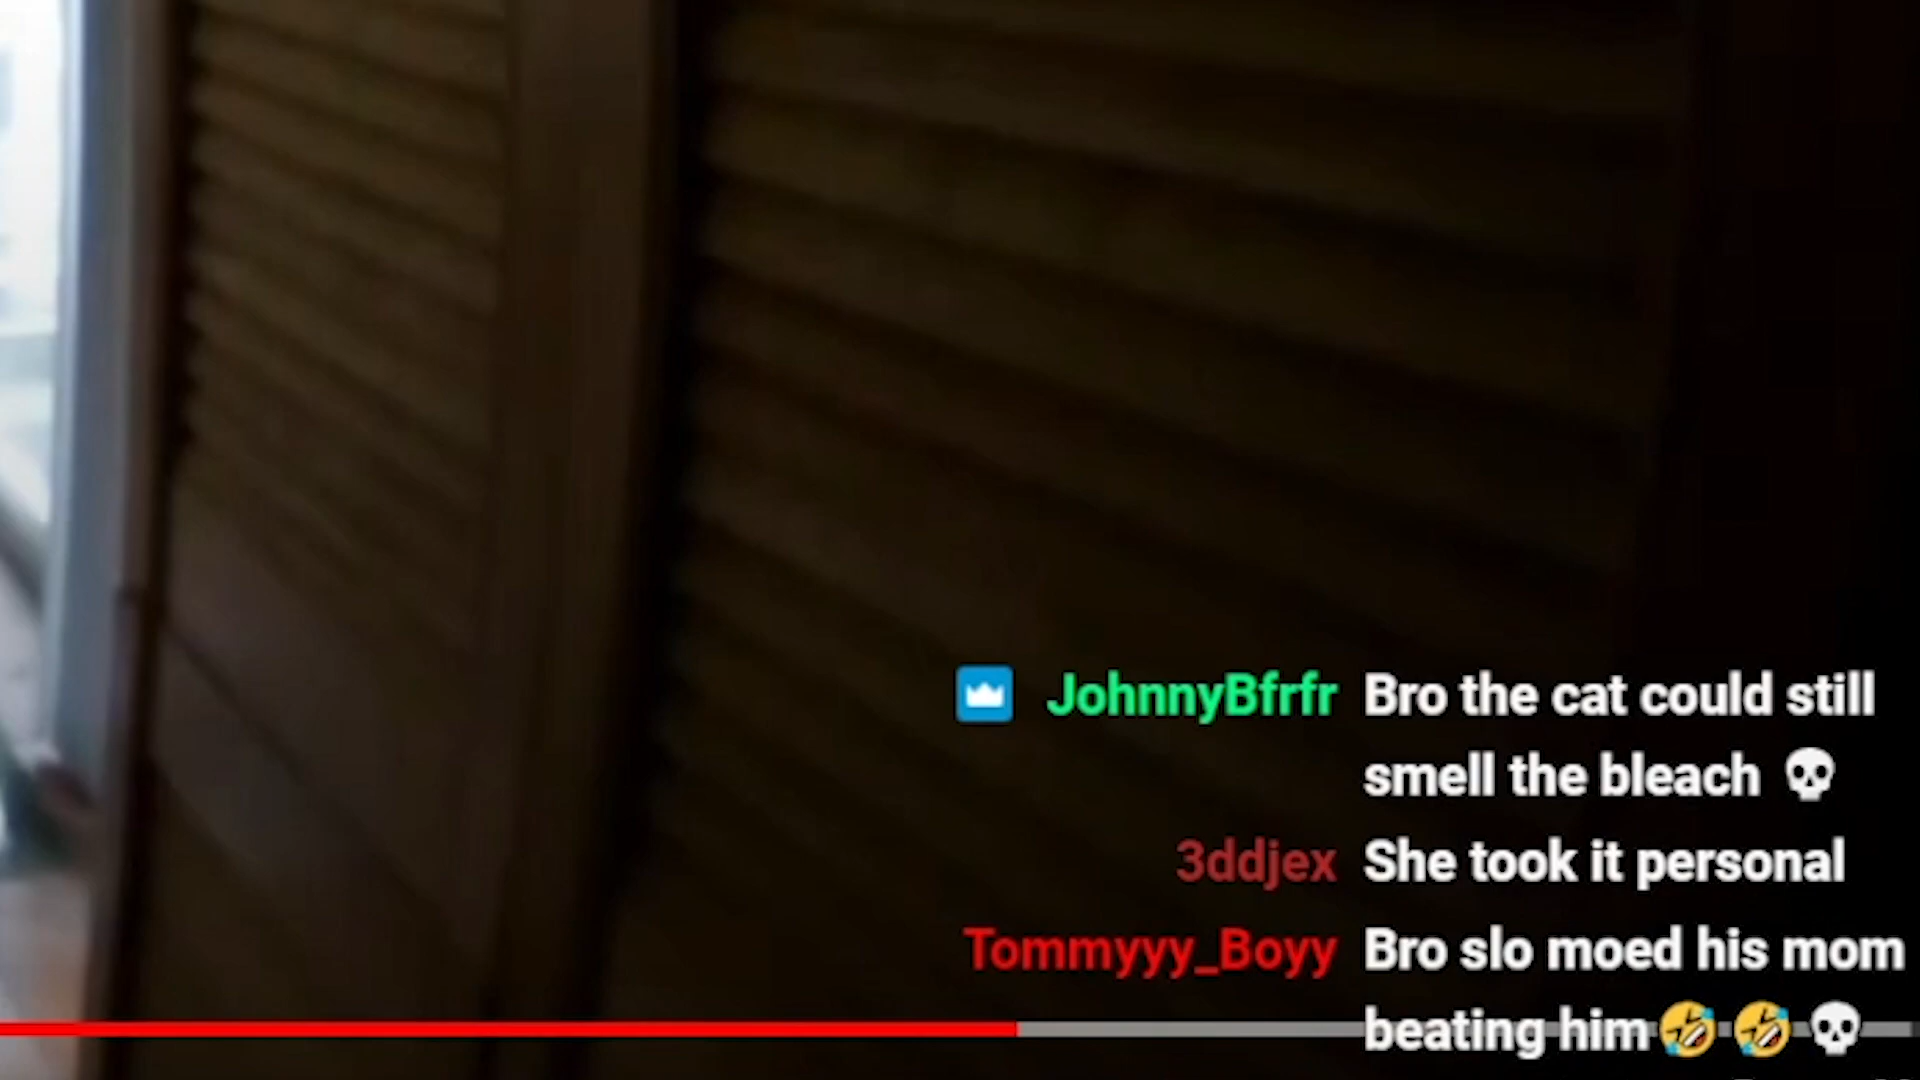 JohnnyBfrfr Bro the cat could still
smell the bleach 💀
3ddjex She took it personal
Tommyyy_Boyy Bro slo moed his mom
beating him🤣🤣💀